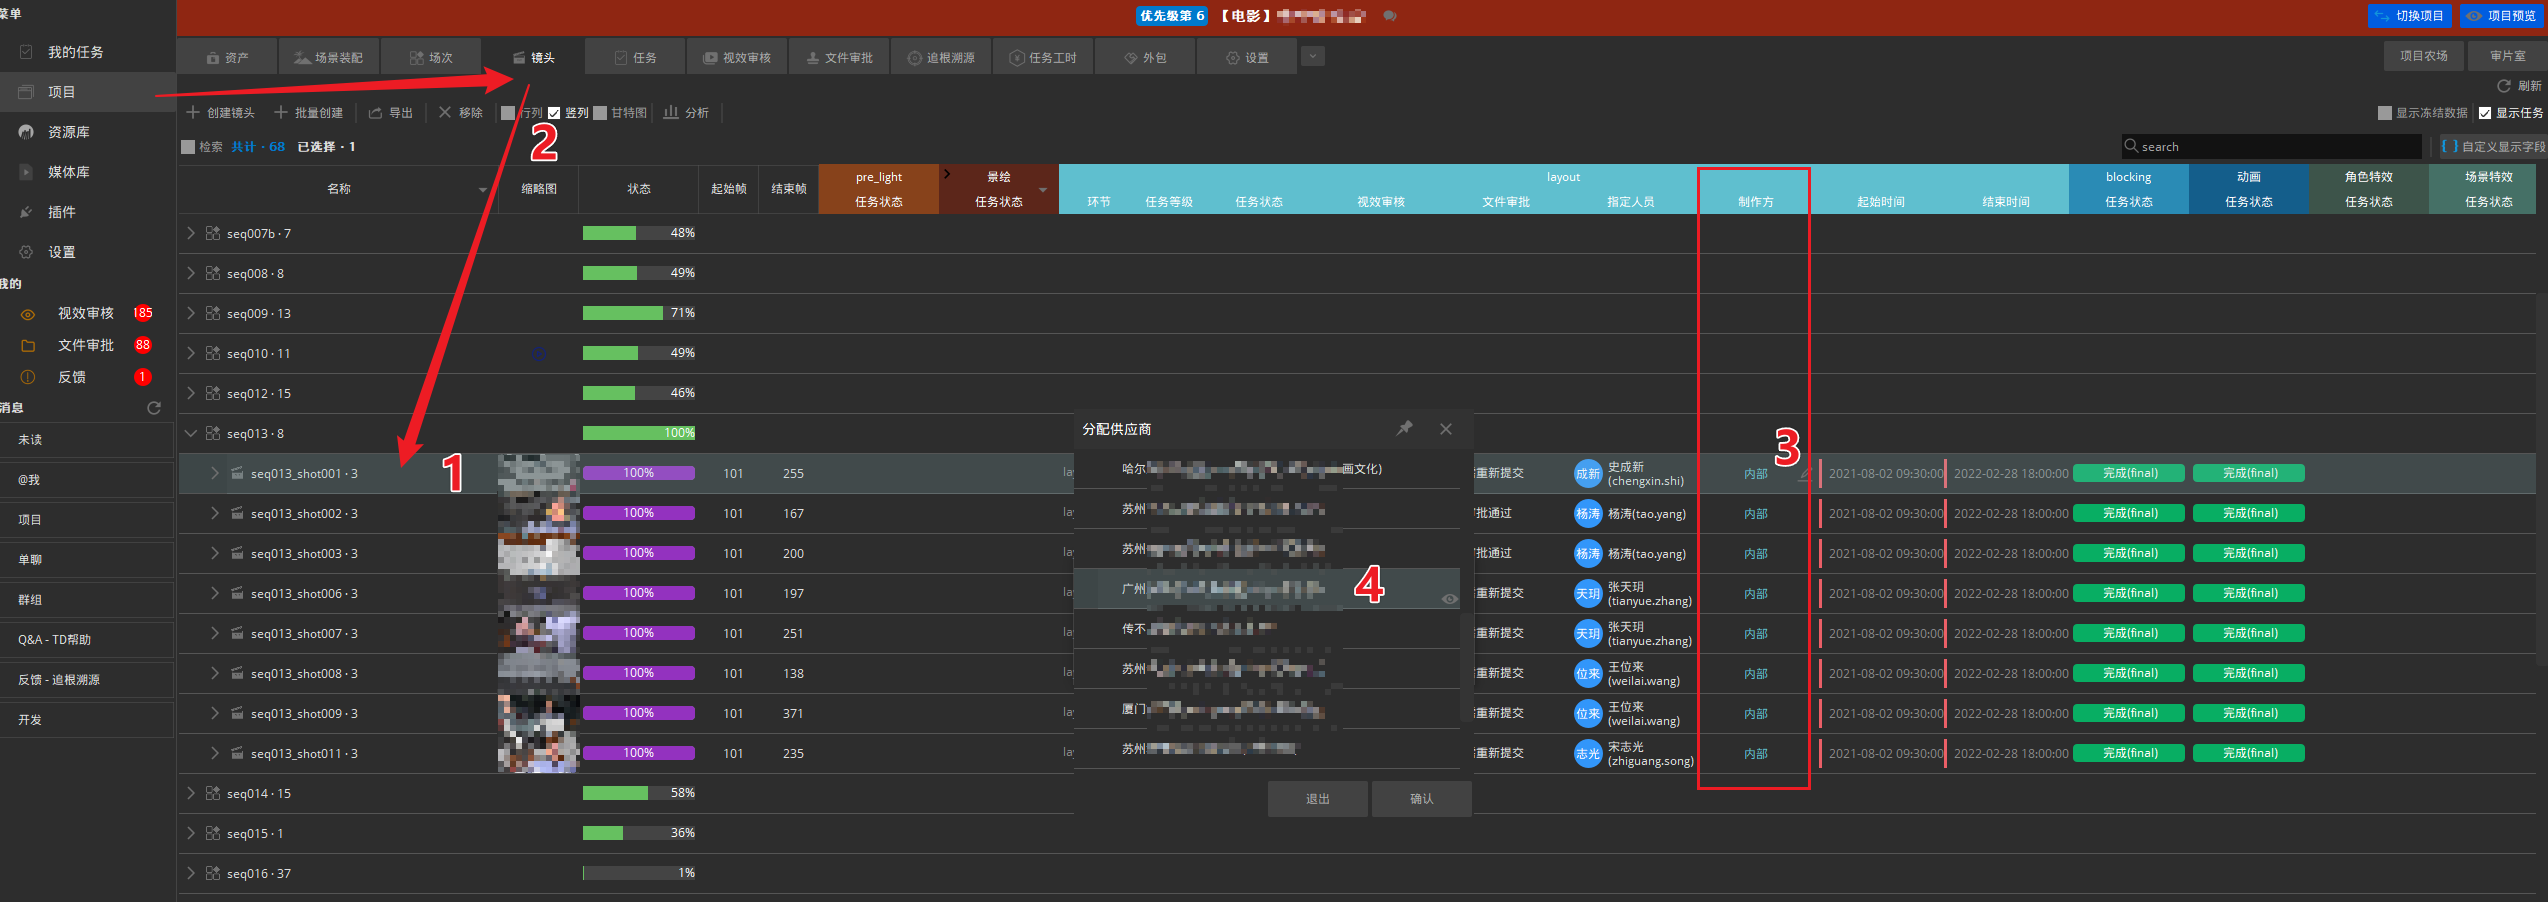 菜单
优先级第 6 【电影】
切换项目 项目预览
我的任务
项目
资源库
媒体库
插件
设置
我的
视效审核 185
文件审批 88
反馈 1
消息
未读
@我
项目
单聊
群组
Q&A - TD帮助
反馈 - 追根溯源
开发
资产 场景装配 场次 镜头 任务 视效审核 文件审批 追根溯源 任务工时 外包 设置 项目农场 审片室
刷新
创建镜头 批量创建 导出 移除 行列 竖列 甘特图 分析 显示冻结数据 显示任务
检索 共计 · 68 已选择 · 1 search 自定义显示字段
2
名称 缩略图 状态 起始帧 结束帧
pre_light 景绘 layout blocking 动画 角色特效 场景特效
任务状态 任务状态 环节 任务等级 任务状态 视效审核 文件审批 指定人员 制作方 起始时间 结束时间 任务状态 任务状态 任务状态 任务状态
seq007b · 7 48%
seq008 · 8 49%
seq009 · 13 71%
seq010 · 11 49%
seq012 · 15 46%
seq013 · 8 100%
seq013_shot001 · 3 1 100% 101 255 lay 重新提交 成新 史成新 (chengxin.shi) 内部 3 2021-08-02 09:30:00 2022-02-28 18:00:00 完成(final) 完成(final)
seq013_shot002 · 3 100% 101 167 lay 批通过 杨涛 杨涛(tao.yang) 内部 2021-08-02 09:30:00 2022-02-28 18:00:00 完成(final) 完成(final)
seq013_shot003 · 3 100% 101 200 lay 批通过 杨涛 杨涛(tao.yang) 内部 2021-08-02 09:30:00 2022-02-28 18:00:00 完成(final) 完成(final)
seq013_shot006 · 3 100% 101 197 lay 重新提交 天玥 张天玥 (tianyue.zhang) 内部 2021-08-02 09:30:00 2022-02-28 18:00:00 完成(final) 完成(final)
seq013_shot007 · 3 100% 101 251 lay 重新提交 天玥 张天玥 (tianyue.zhang) 内部 2021-08-02 09:30:00 2022-02-28 18:00:00 完成(final) 完成(final)
seq013_shot008 · 3 100% 101 138 lay 重新提交 位来 王位来 (weilai.wang) 内部 2021-08-02 09:30:00 2022-02-28 18:00:00 完成(final) 完成(final)
seq013_shot009 · 3 100% 101 371 lay 重新提交 位来 王位来 (weilai.wang) 内部 2021-08-02 09:30:00 2022-02-28 18:00:00 完成(final) 完成(final)
seq013_shot011 · 3 100% 101 235 lay 重新提交 志光 宋志光 (zhiguang.song) 内部 2021-08-02 09:30:00 2022-02-28 18:00:00 完成(final) 完成(final)
seq014 · 15 58%
seq015 · 1 36%
seq016 · 37 1%
分配供应商
哈尔 画文化)
苏州
苏州
广州 4
传不
苏州
厦门
苏州
退出 确认